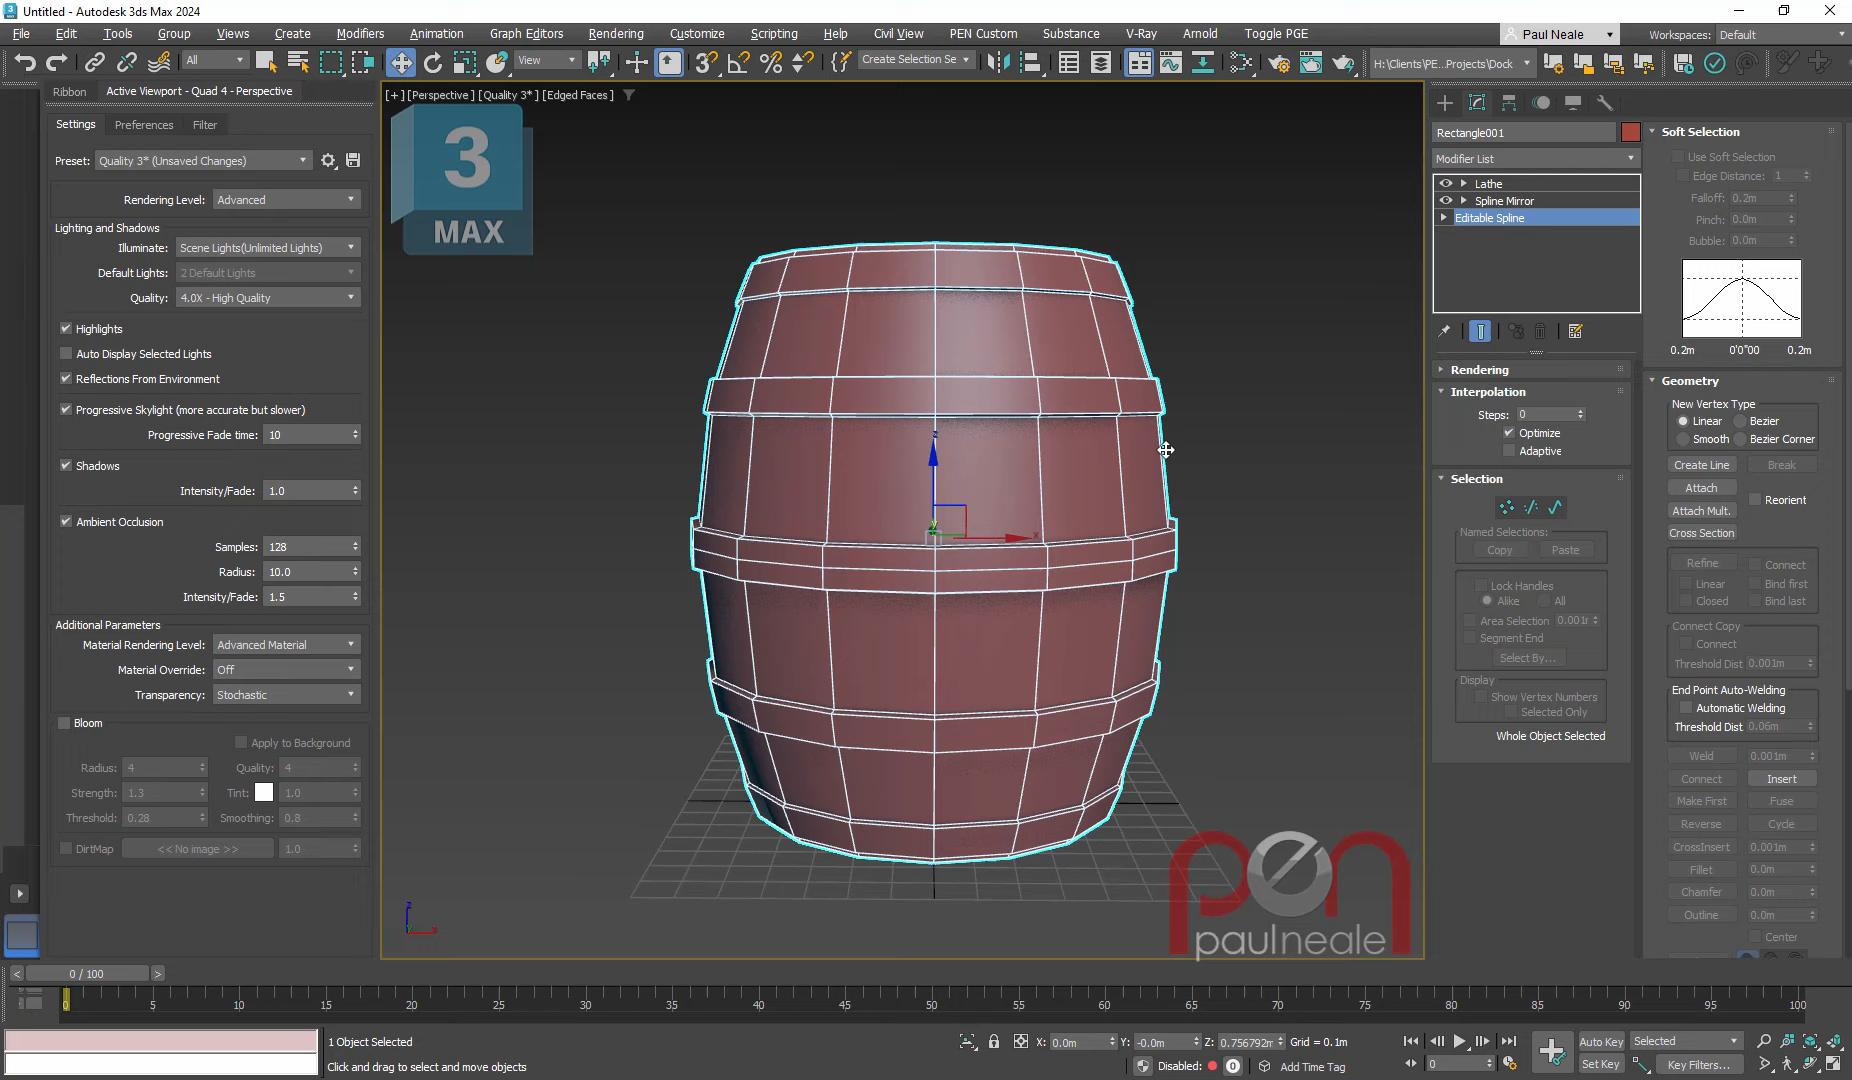 Untitled - Autodesk 3ds Max 2024
File Edit Tools Group Views Create Modifiers Animation Graph Editors Rendering Customize Scripting Help Civil View PEN Custom Substance V-Ray Arnold Toggle PGE Paul Neale Workspaces: Default
All View Create Selection Se H:\Clients\PE...Projects\Dock
Ribbon Active Viewport - Quad 4 - Perspective
Settings Preferences Filter
Preset: Quality 3* (Unsaved Changes)
Rendering Level: Advanced
Lighting and Shadows
Illuminate: Scene Lights(Unlimited Lights)
Default Lights: 2 Default Lights
Quality: 4.0X - High Quality
Highlights
Auto Display Selected Lights
Reflections From Environment
Progressive Skylight (more accurate but slower)
Progressive Fade time: 10
Shadows
Intensity/Fade: 1.0
Ambient Occlusion
Samples: 128
Radius: 10.0
Intensity/Fade: 1.5
Additional Parameters
Material Rendering Level: Advanced Material
Material Override: Off
Transparency: Stochastic
Bloom
Apply to Background
Radius: 4 Quality: 4
Strength: 1.3 Tint: 1.0
Threshold: 0.28 Smoothing: 0.8
DirtMap << No image >> 1.0
[+] [Perspective] [Quality 3*] [Edged Faces]
3
MAX
z
x
z
x
pen
paulneale
Rectangle001
Modifier List
Lathe
Spline Mirror
Editable Spline
Rendering
Interpolation
Steps: 0
Optimize
Adaptive
Selection
Named Selections:
Copy Paste
Lock Handles
Alike All
Area Selection 0.001r
Segment End
Select By...
Display
Show Vertex Numbers
Selected Only
Whole Object Selected
Soft Selection
Use Soft Selection
Edge Distance: 1
Falloff: 0.2m
Pinch: 0.0m
Bubble: 0.0m
0.2m 0'0"00 0.2m
Geometry
New Vertex Type
Linear Bezier
Smooth Bezier Corner
Create Line Break
Attach Reorient
Attach Mult.
Cross Section
Refine Connect
Linear Bind first
Closed Bind last
Connect Copy
Connect
Threshold Dist 0.001m
End Point Auto-Welding
Automatic Welding
Threshold Dist 0.06m
Weld 0.001m
Connect Insert
Make First Fuse
Reverse Cycle
CrossInsert 0.001m
Fillet 0.0m
Chamfer 0.0m
Outline 0.0m
Center
< 0 / 100 >
0 5 10 15 20 25 30 35 40 45 50 55 60 65 70 75 80 85 90 95 100
1 Object Selected X: 0.0m Y: -0.0m Z: 0.756792m Grid = 0.1m Auto Key Selected
Click and drag to select and move objects Disabled: 0 Add Time Tag 0 Set Key Key Filters...